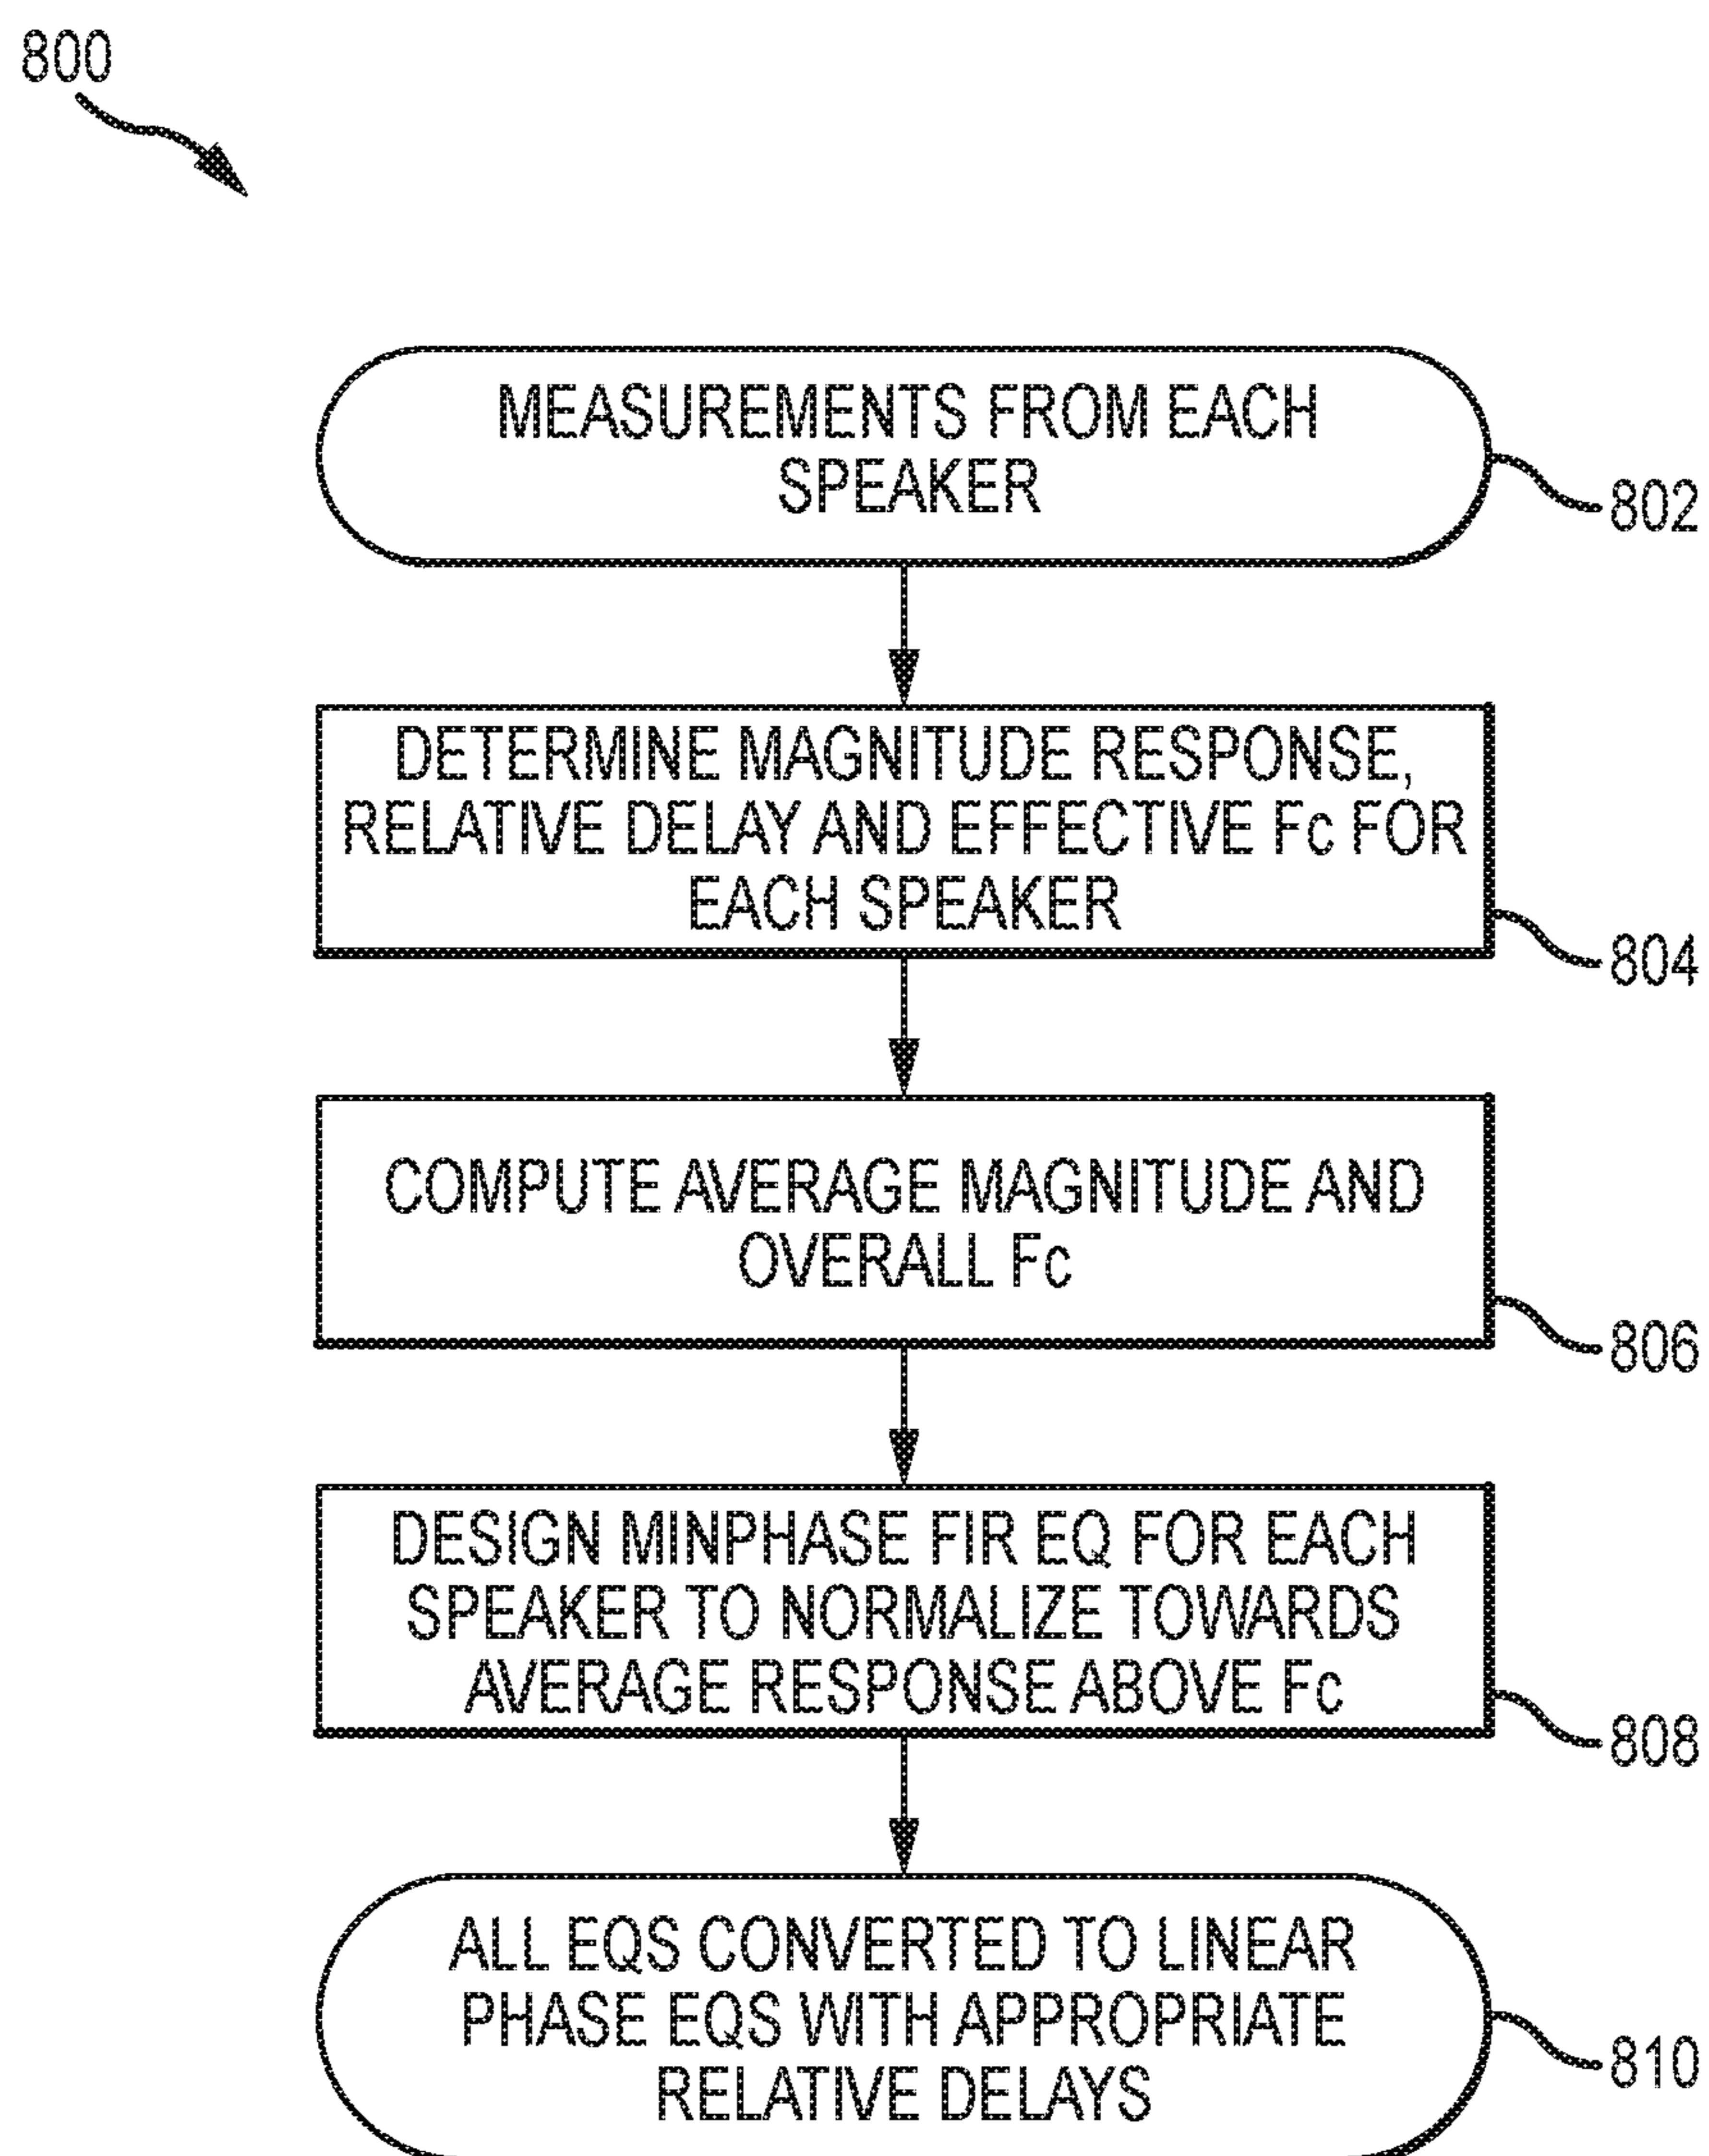 800
MEASUREMENTS FROM EACH
SPEAKER
802
DETERMINE MAGNITUDE RESPONSE,
RELATIVE DELAY AND EFFECTIVE Fc FOR
EACH SPEAKER
804
COMPUTE AVERAGE MAGNITUDE AND
OVERALL Fc
806
DESIGN MINPHASE FIR EQ FOR EACH
SPEAKER TO NORMALIZE TOWARDS
AVERAGE RESPONSE ABOVE Fc
808
ALL EQS CONVERTED TO LINEAR
PHASE EQS WITH APPROPRIATE
RELATIVE DELAYS
810